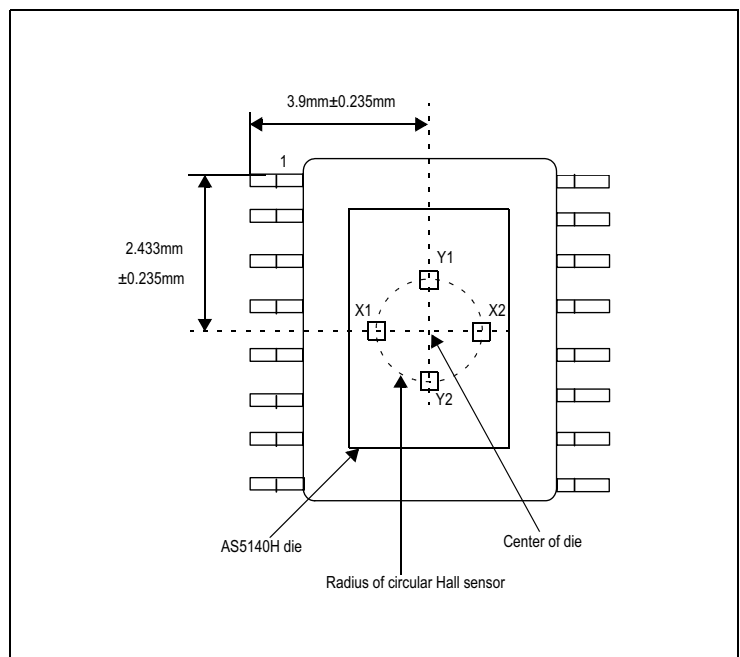 3.9mm±0.235mm
1
2.433mm
±0.235mm
Y1
X1
X2
Y2
AS5140H die
Center of die
Radius of circular Hall sensor